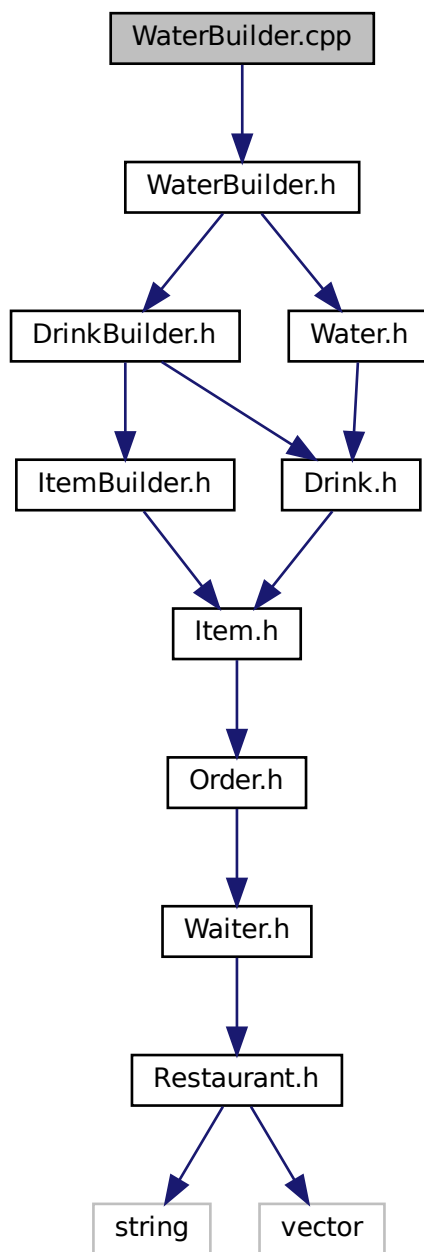 WaterBuilder.cpp
WaterBuilder.h
DrinkBuilder.h
Water.h
ItemBuilder.h
Drink.h
Item.h
Order.h
Waiter.h
Restaurant.h
string
vector